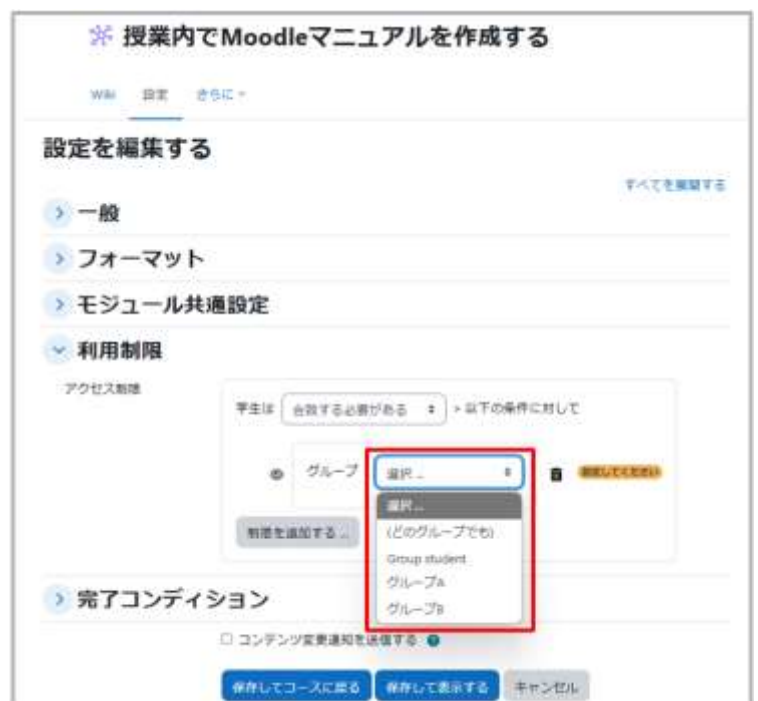 授業内でMoodleマニュアルを作成する
Wiki 設定 さらに
設定を編集する
すべてを展開する
一般
フォーマット
モジュール共通設定
利用制限
アクセス制限
学生は 合致する必要がある 以下の条件に対して
グループ 選択... 設定してください
選択...
制限を追加する... (どのグループでも)
Group student
グループA
グループB
完了コンディション
コンテンツ変更通知を送信する
保存してコースに戻る 保存して表示する キャンセル